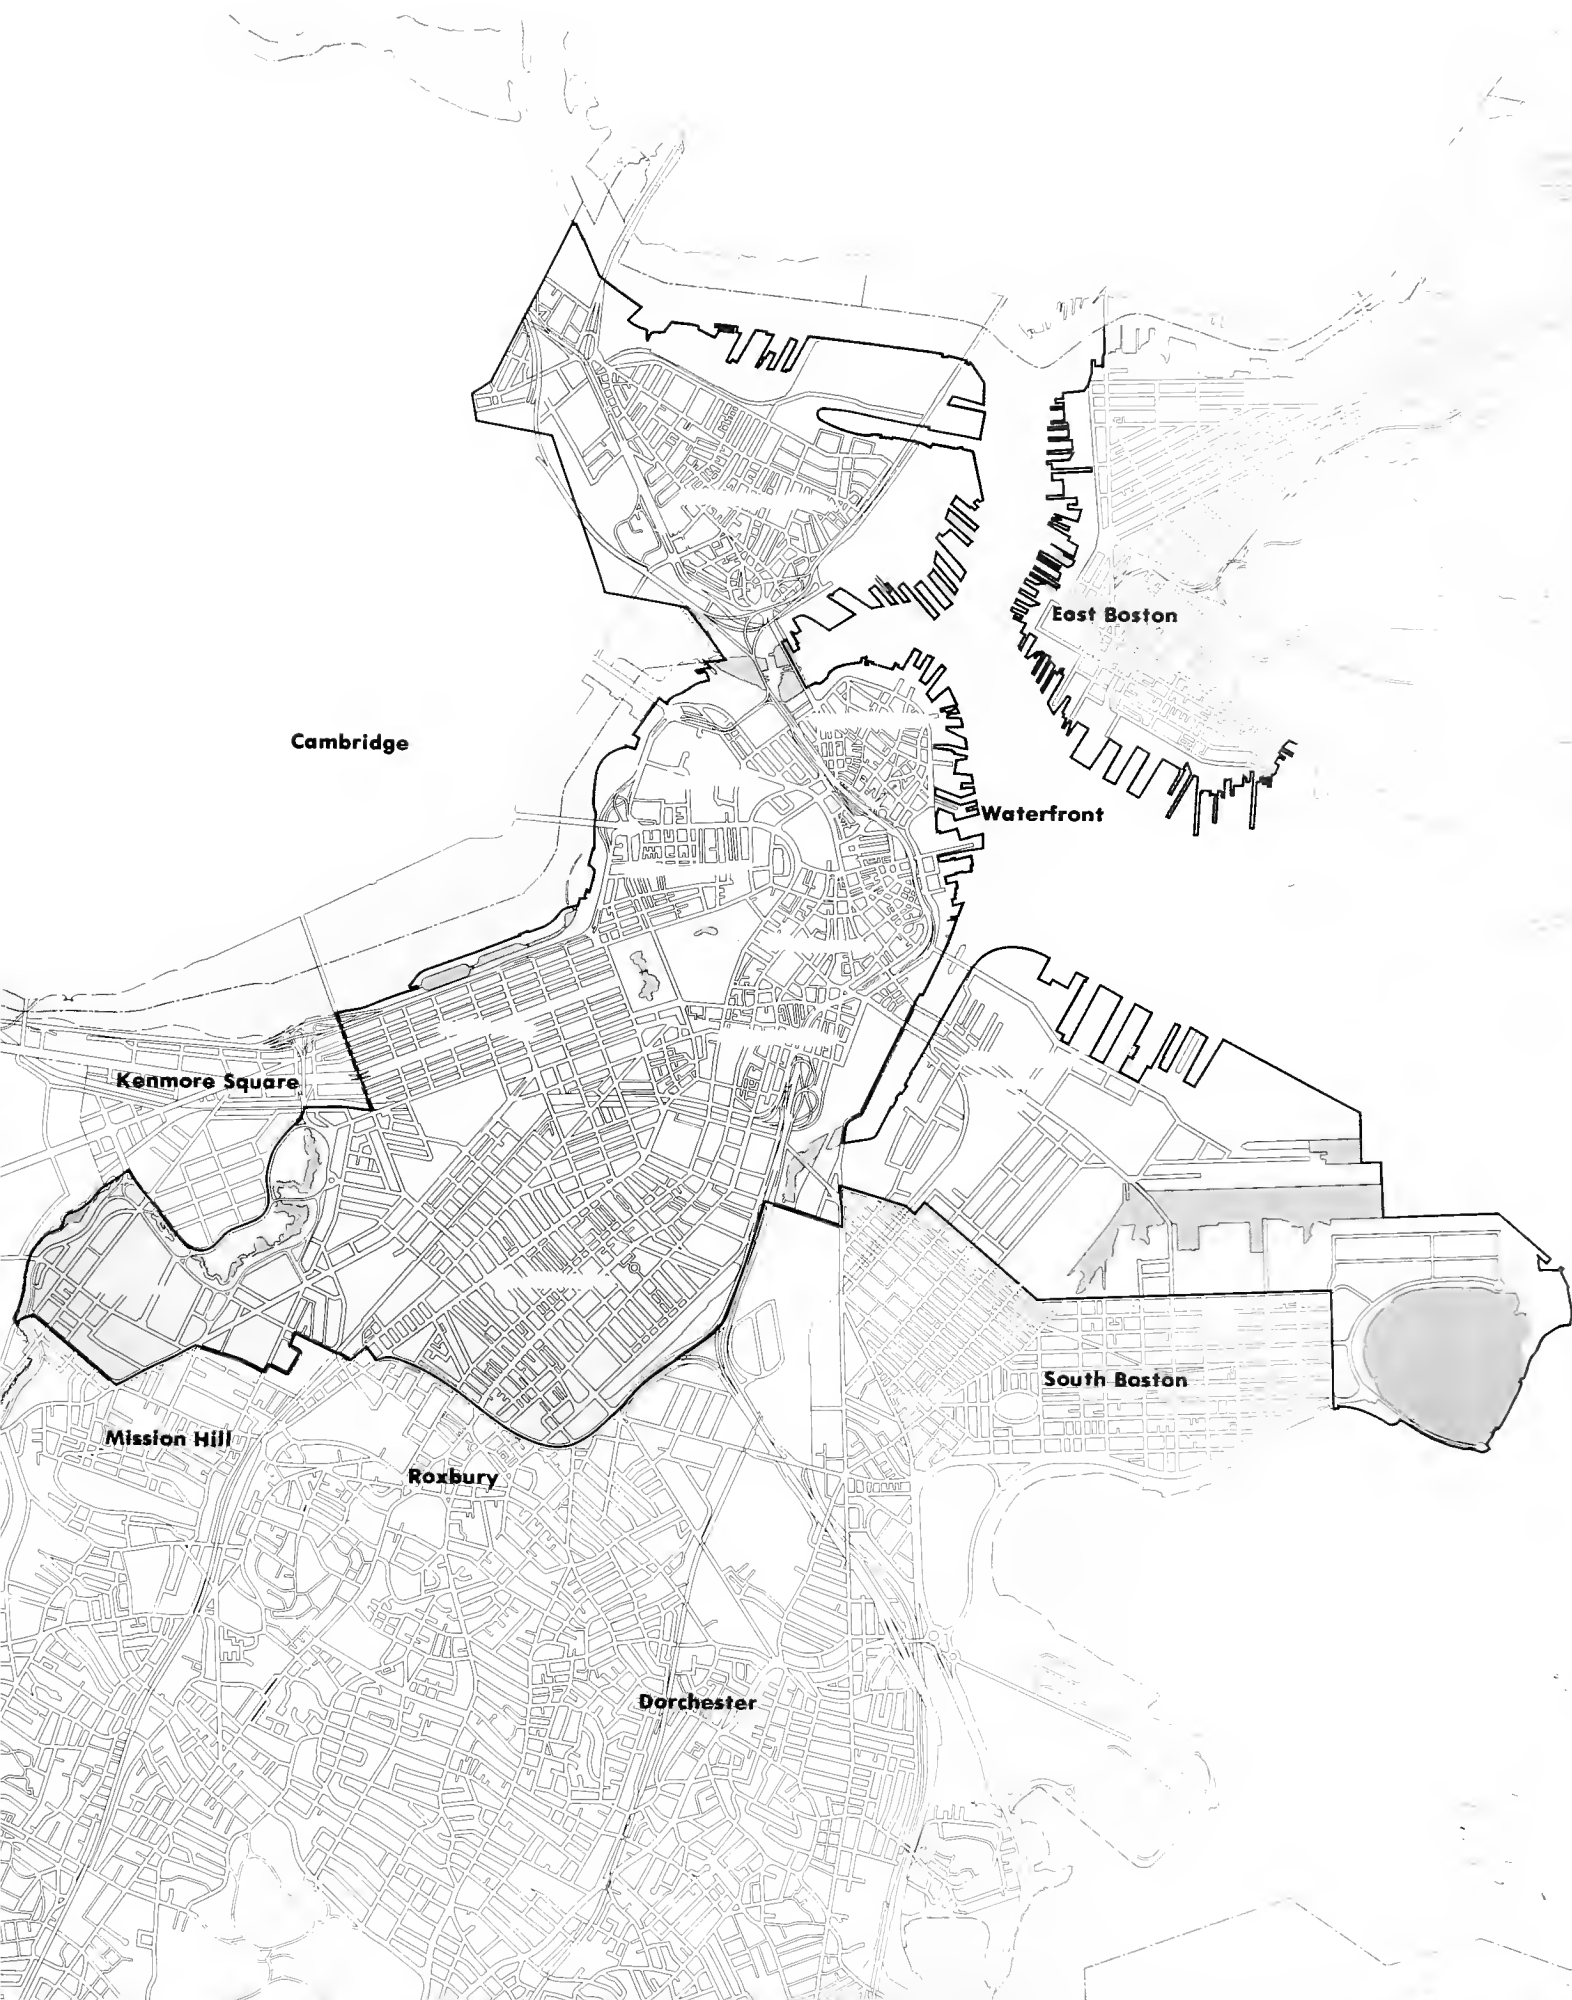 East Boston
Cambridge
Waterfront
Kenmore Square
South Boston
Mission Hill
Roxbury
Dorchester